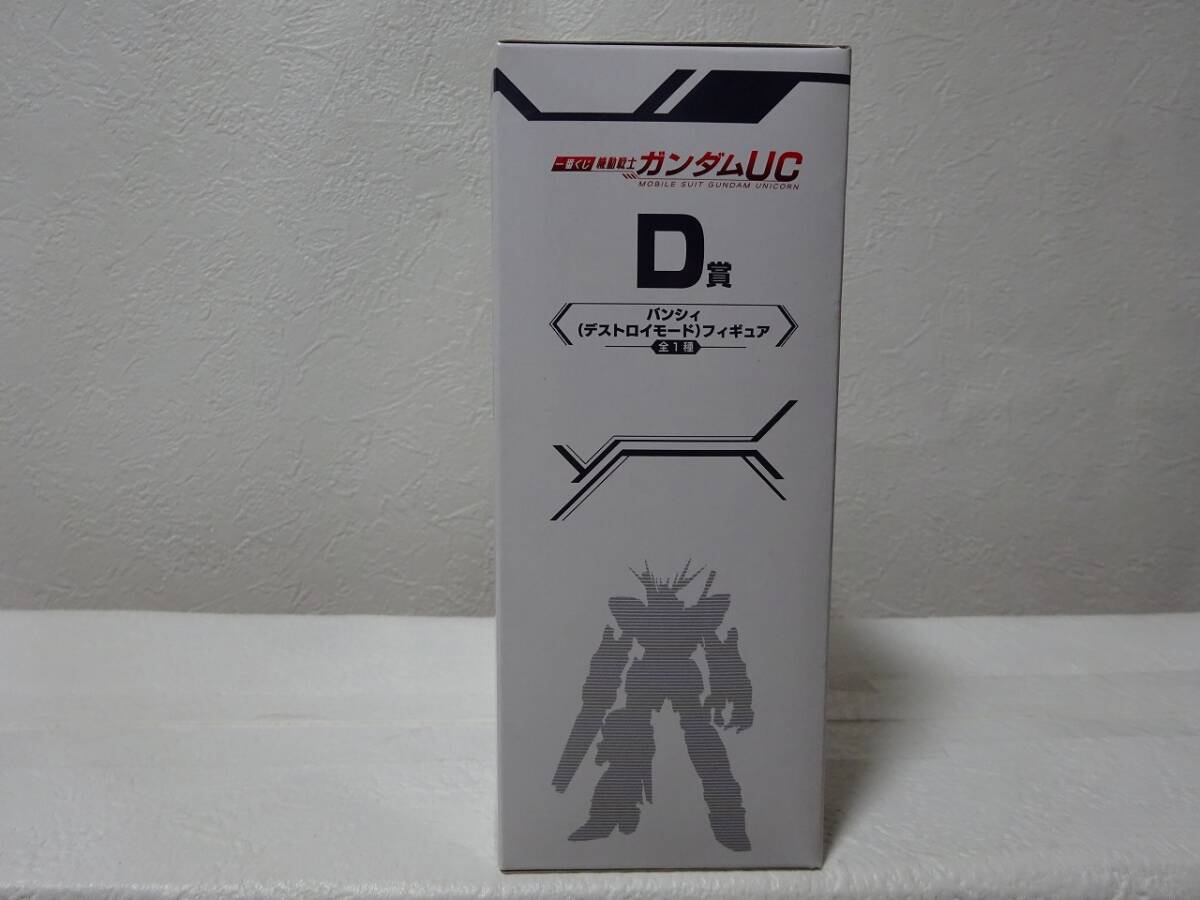 一番くじ 機動戦士 ガンダムUC
MOBILE SUIT GUNDAM UNICORN
D賞
バンシィ
(デストロイモード)フィギュア
全1種